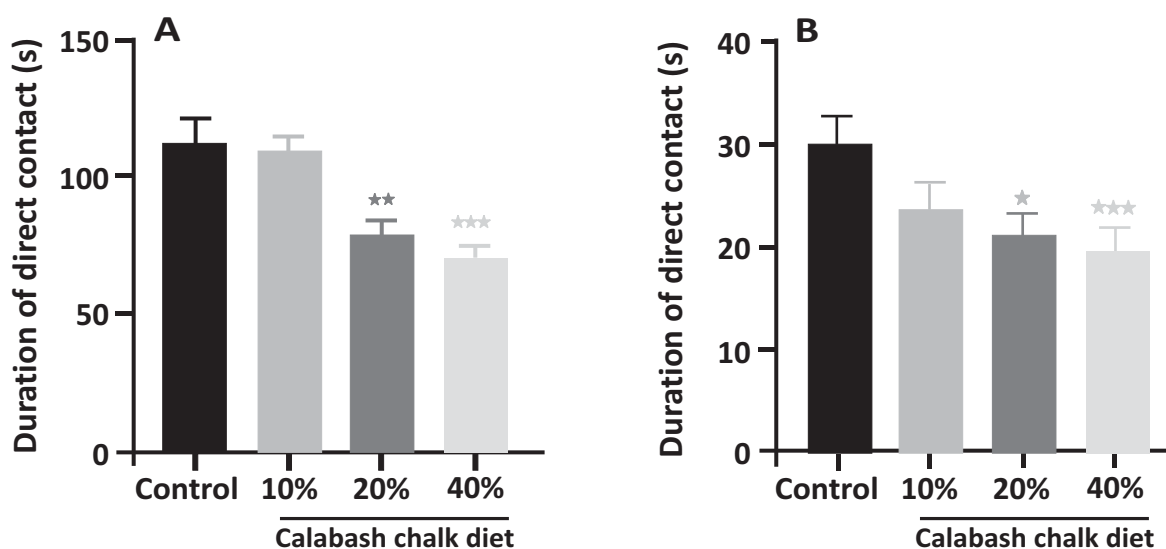 A
Duration of direct contact (s)
150
100
50
0
Control 10% 20% 40%
Calabash chalk diet
B
Duration of direct contact (s)
40
30
20
10
0
Control 10% 20% 40%
Calabash chalk diet